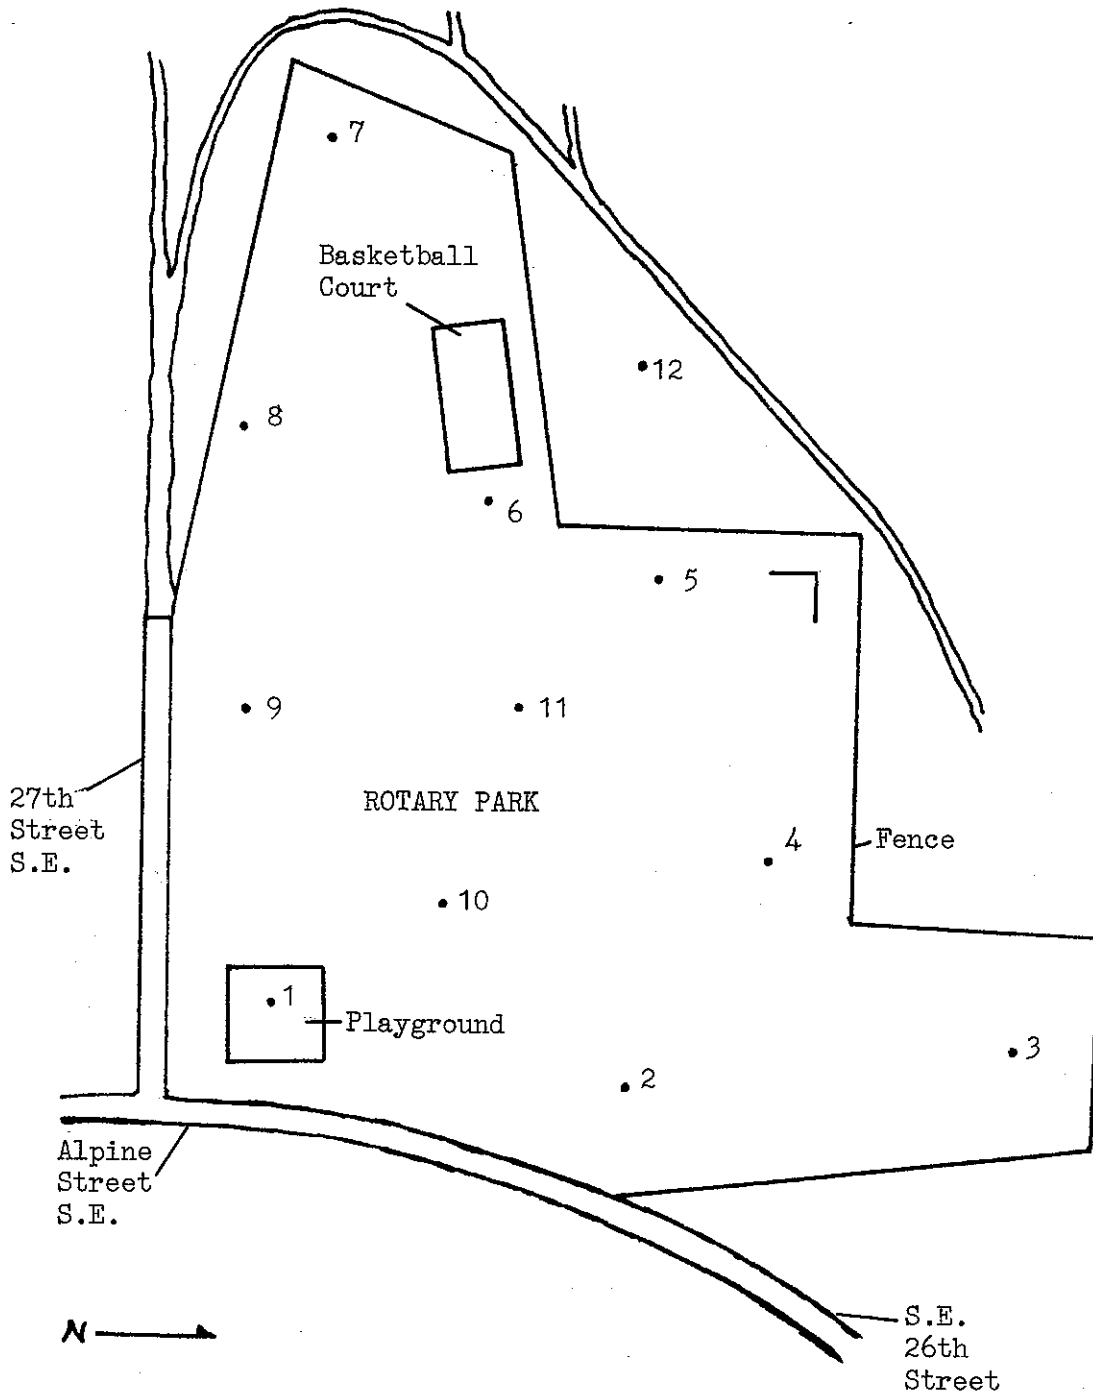 7
Basketball
Court
12
8
6
5
9
11
27th
Street
S.E.
ROTARY PARK
4
Fence
10
1
Playground
3
2
Alpine
Street
S.E.
N
S.E.
26th
Street